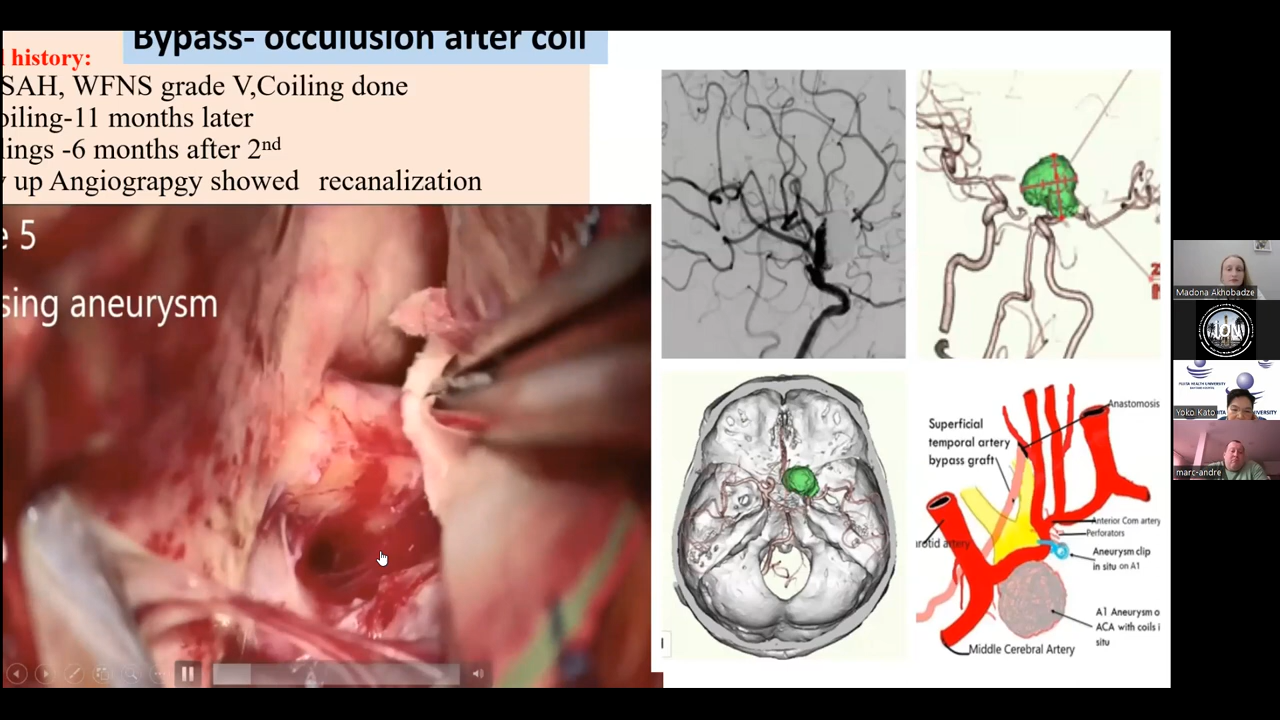 Bypass- occulusion after coil
l history:
SAH, WFNS grade V,Coiling done
oiling-11 months later
lings -6 months after 2nd
y up Angiograpgy showed recanalization
e 5
sing aneurysm
Superficial
temporal artery
bypass graft
Anastomosis
Anterior Com artery
Perforators
arotid artery
Aneurysm clip
in situ on A1
A1 Aneurysm o
ACA with coils i
situ
Middle Cerebral Artery
Madona Akhobadze
Yoko Kato
marc-andre